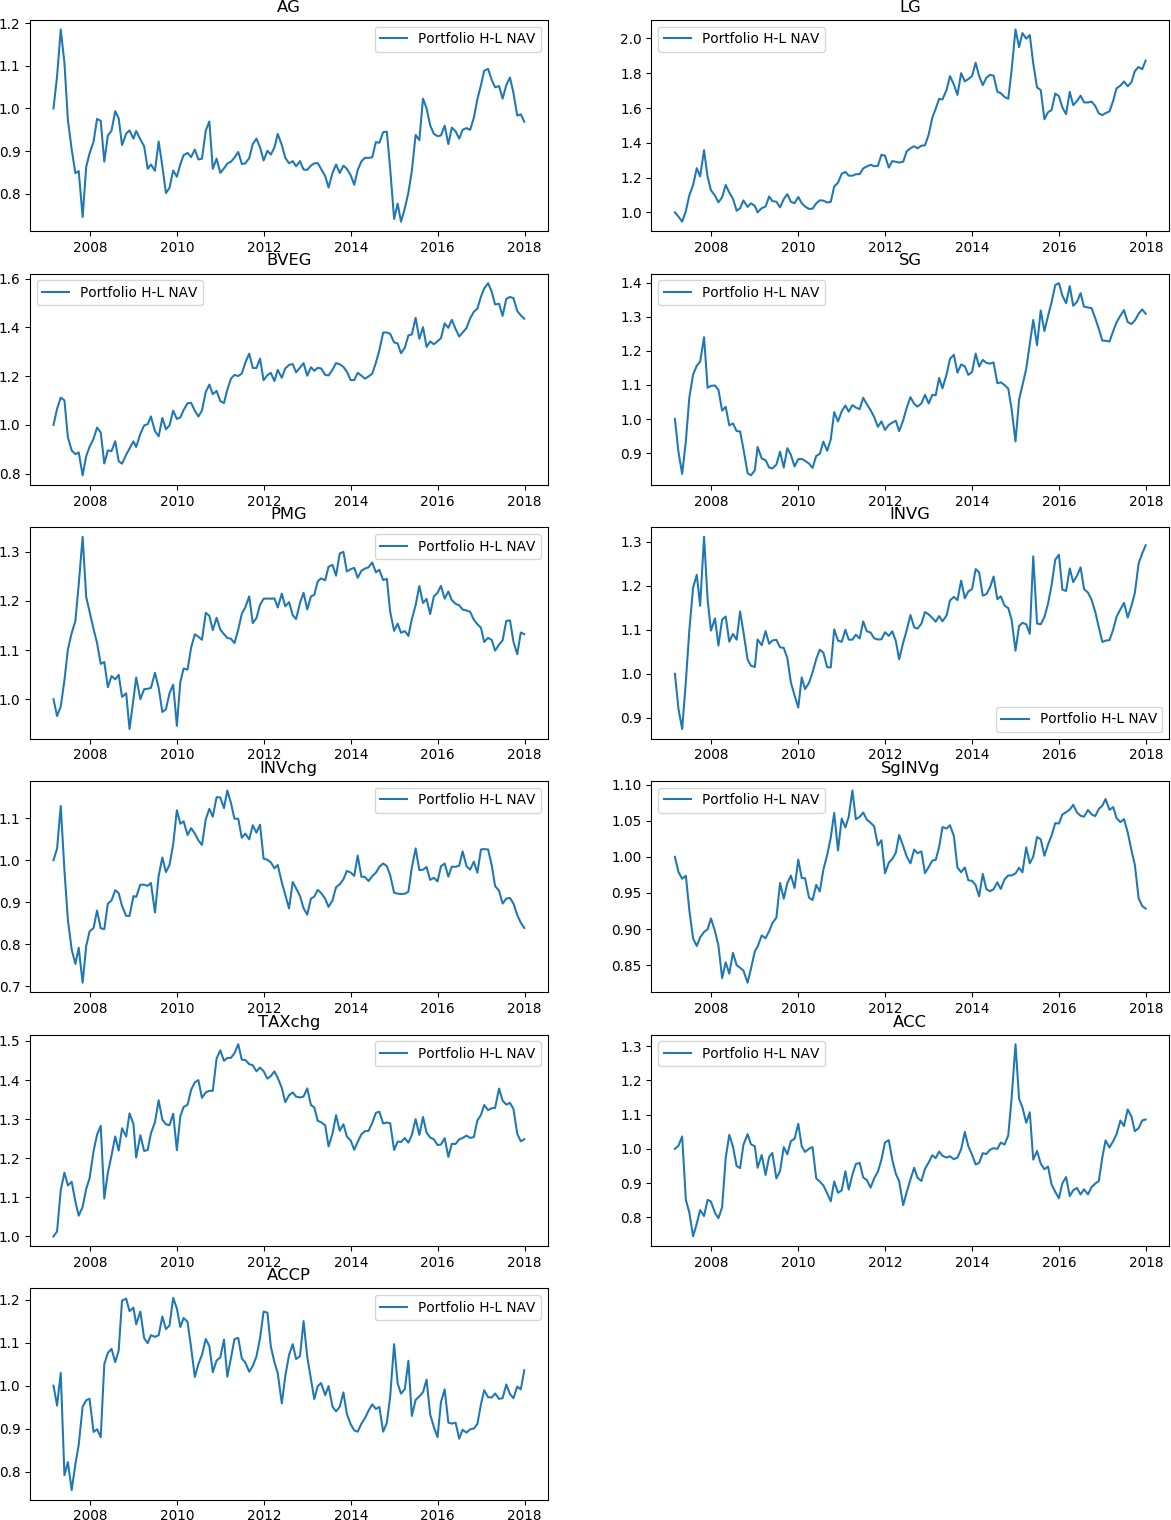 AG
LG
1.2
1.1
1.0
0.9
0.8
Portfolio H-L NAV
2008 2010 2012 2014 2016 2018
2.0
1.8
1.6
1.4
1.2
1.0
Portfolio H-L NAV
2008 2010 2012 2014 2016 2018
BVEG
SG
1.6
1.4
1.2
1.0
0.8
Portfolio H-L NAV
2008 2010 2012 2014 2016 2018
1.4
1.3
1.2
1.1
1.0
0.9
Portfolio H-L NAV
2008 2010 2012 2014 2016 2018
PMG
INVG
1.3
1.2
1.1
1.0
Portfolio H-L NAV
2008 2010 2012 2014 2016 2018
1.3
1.2
1.1
1.0
0.9
Portfolio H-L NAV
2008 2010 2012 2014 2016 2018
INVchg
SgINVg
1.1
1.0
0.9
0.8
0.7
Portfolio H-L NAV
2008 2010 2012 2014 2016 2018
1.10
1.05
1.00
0.95
0.90
0.85
Portfolio H-L NAV
2008 2010 2012 2014 2016 2018
TAXchg
ACC
1.5
1.4
1.3
1.2
1.1
1.0
Portfolio H-L NAV
2008 2010 2012 2014 2016 2018
1.3
1.2
1.1
1.0
0.9
0.8
Portfolio H-L NAV
2008 2010 2012 2014 2016 2018
ACCP
1.2
1.1
1.0
0.9
0.8
Portfolio H-L NAV
2008 2010 2012 2014 2016 2018